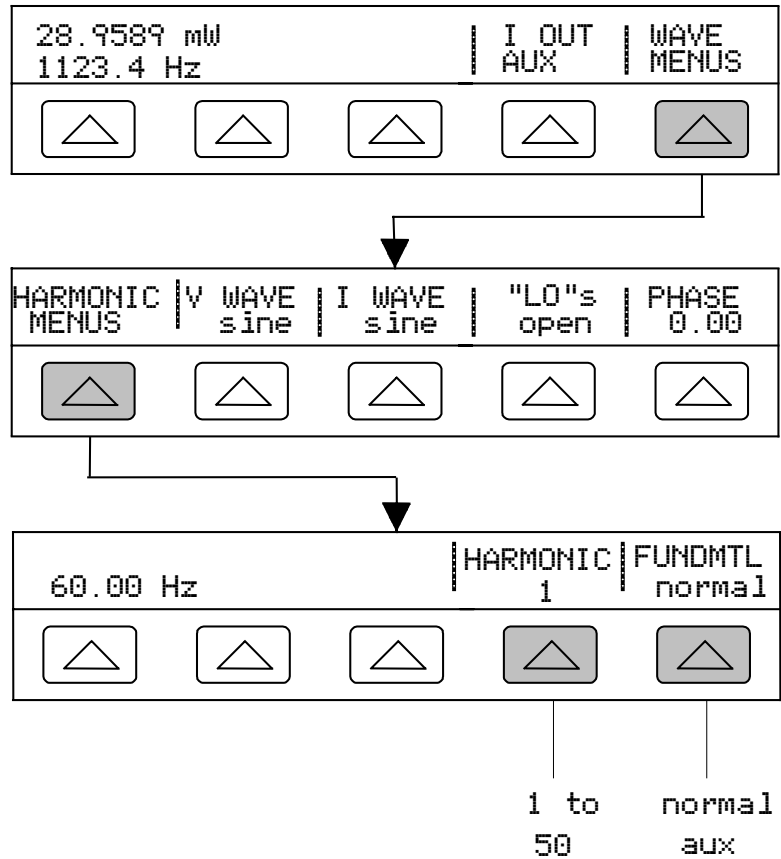 28.9589 mW
1123.4 Hz
I OUT
AUX
WAVE
MENUS
HARMONIC
MENUS
V WAVE
sine
I WAVE
sine
"LO"s
open
PHASE
0.00
60.00 Hz
HARMONIC
1
FUNDMTL
normal
1 to
50
normal
aux